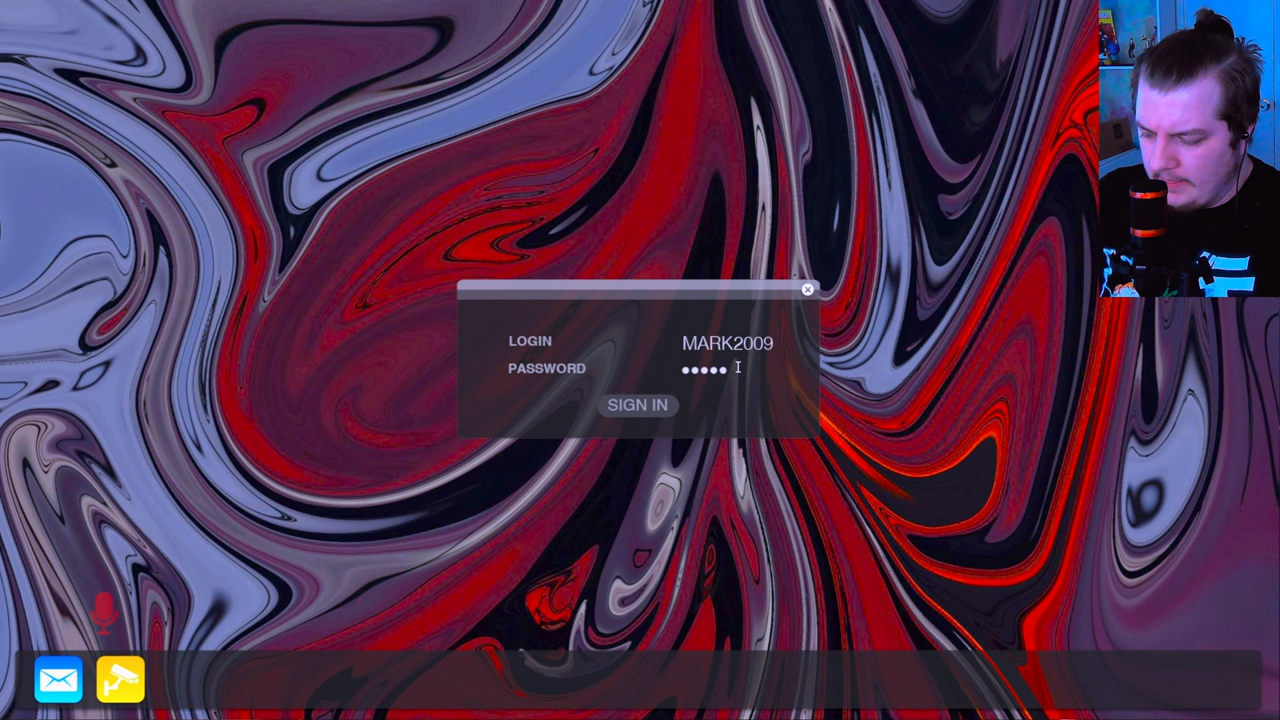 LOGIN MARK2009
PASSWORD •••••
SIGN IN